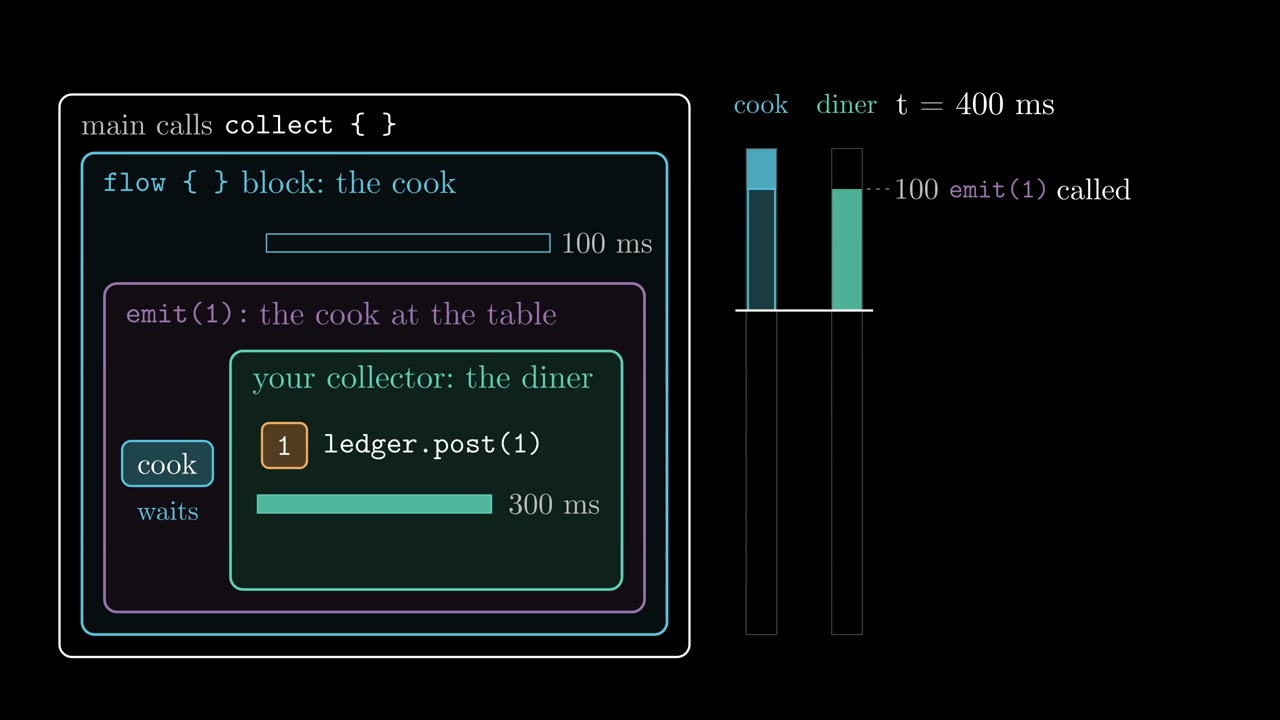 main calls collect { }
flow { } block: the cook
100 ms
emit(1): the cook at the table
your collector: the diner
1 ledger.post(1)
cook
waits
300 ms
cook diner t = 400 ms
100 emit(1) called